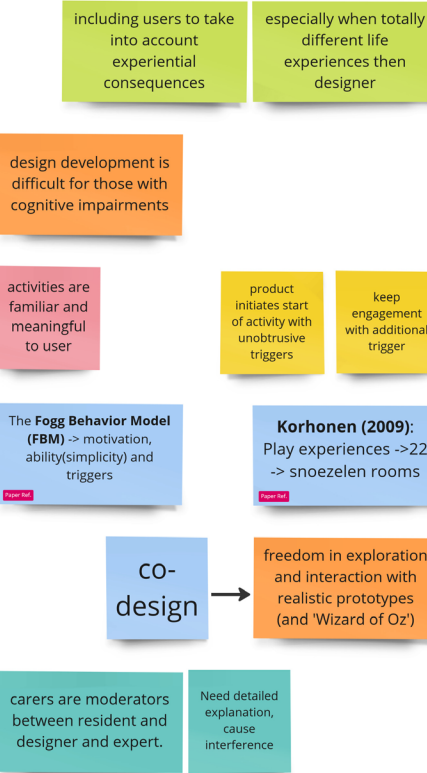 including users to take
into account
experiential
consequences
especially when totally
different life
experiences then
designer
design development is
difficult for those with
cognitive impairments
activities are
familiar and
meaningful
to user
product
initiates start
of activity with
unobtrusive
triggers
keep
engagement
with additional
trigger
The Fogg Behavior Model
(FBM) -> motivation,
ability(simplicity) and
triggers
Paper Ref.
Korhonen (2009):
Play experiences ->22
-> snoezelen rooms
Paper Ref.
co-
design
freedom in exploration
and interaction with
realistic prototypes
(and 'Wizard of Oz')
carers are moderators
between resident and
designer and expert.
Need detailed
explanation,
cause
interference